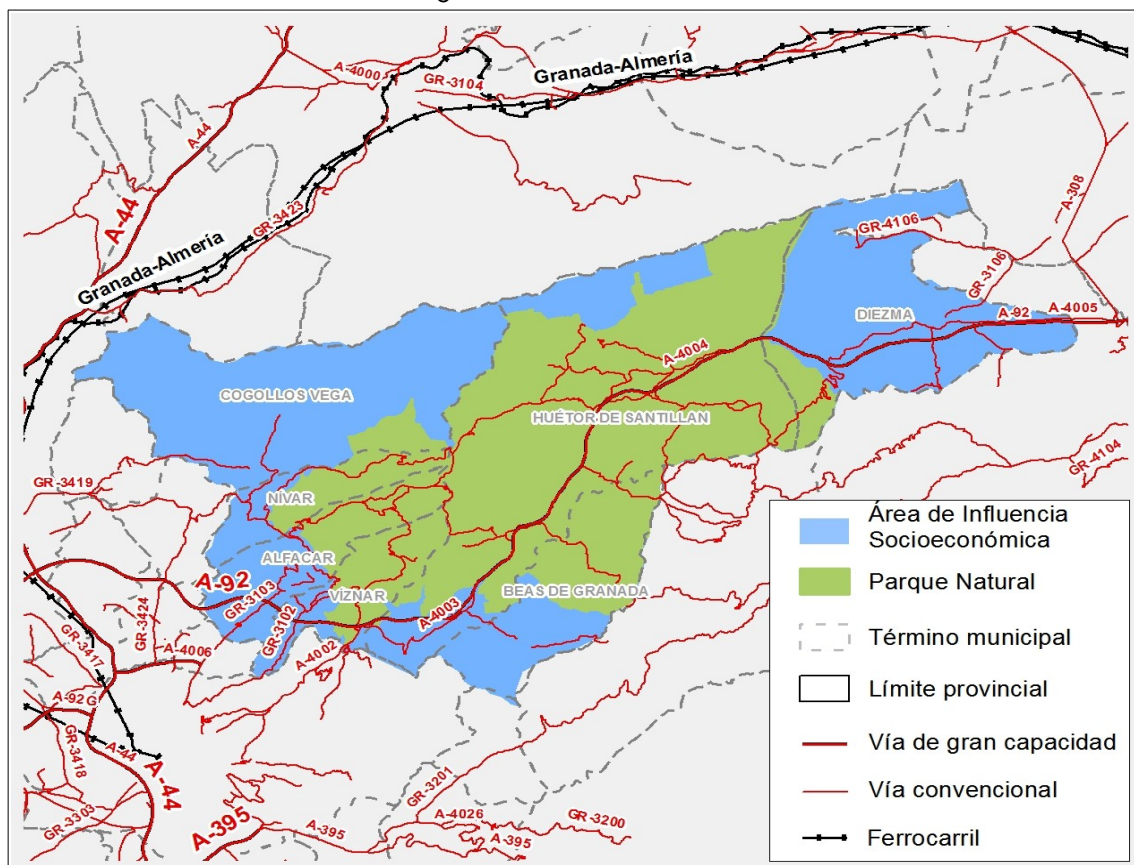 A-4000
GR-3104
Granada-Almería
A-44
A-44
GR-3423
Granada-Almería
A-308
GR-4106
GR-3106
DIEZMA
A-92
A-4005
A-4004
COGOLLOS VEGA
HUÉTOR DE SANTILLAN
GR-4104
GR-3419
NÍVAR
ALFACAR
A-92
GR-3103
VÍZNAR
BEAS DE GRANADA
A-4003
GR-3102
GR-3424
A-4002
A-4006
GR-3417
A-92G
A-44
A-44
GR-3418
GR-3303
A-395
A-395
GR-3201
A-4026
GR-3200
A-395
Área de Influencia
Socioeconómica
Parque Natural
Término municipal
Límite provincial
Vía de gran capacidad
Vía convencional
Ferrocarril